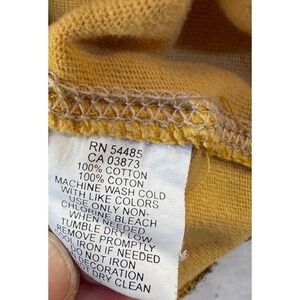 RN 54485
CA 03873
100% COTTON
100% COTON
MACHINE WASH COLD
WITH LIKE COLORS
USE ONLY NON-
CHLORINE BLEACH
WHEN NEEDED
TUMBLE DRY LOW
REMOVE PROMPTLY
COOL IRON IF NEEDED
DO NOT IRON
DECORATION
NOT DRY CLEAN